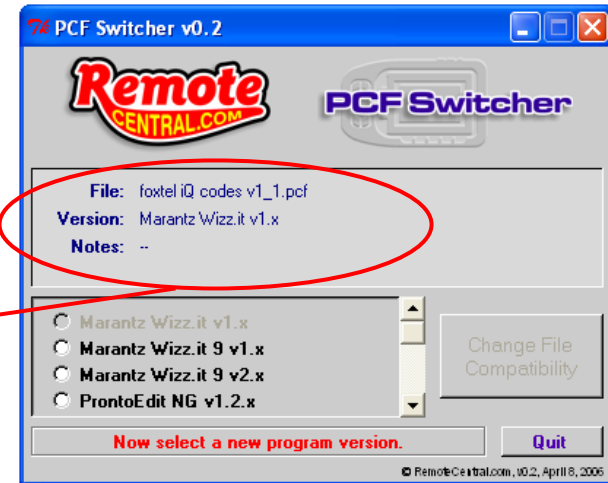 PCF Switcher v0.2
Remote
CENTRAL.COM
PCF Switcher
File: foxtel iQ codes v1_1.pcf
Version: Marantz Wizz.it v1.x
Notes: --
Marantz Wizz.it v1.x
Marantz Wizz.it 9 v1.x
Marantz Wizz.it 9 v2.x
ProntoEdit NG v1.2.x
Change File
Compatibility
Now select a new program version.
Quit
© RemoteCentral.com, v0.2, April 8, 2006